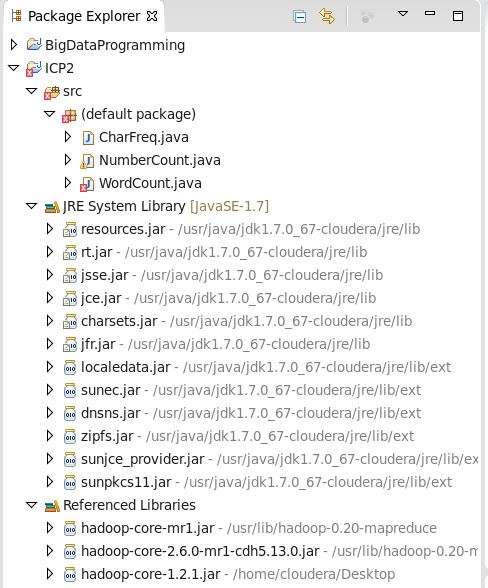 Package Explorer
BigDataProgramming
ICP2
src
(default package)
CharFreq.java
NumberCount.java
WordCount.java
JRE System Library [JavaSE-1.7]
resources.jar - /usr/java/jdk1.7.0_67-cloudera/jre/lib
rt.jar - /usr/java/jdk1.7.0_67-cloudera/jre/lib
jsse.jar - /usr/java/jdk1.7.0_67-cloudera/jre/lib
jce.jar - /usr/java/jdk1.7.0_67-cloudera/jre/lib
charsets.jar - /usr/java/jdk1.7.0_67-cloudera/jre/lib
jfr.jar - /usr/java/jdk1.7.0_67-cloudera/jre/lib
localedata.jar - /usr/java/jdk1.7.0_67-cloudera/jre/lib/ext
sunec.jar - /usr/java/jdk1.7.0_67-cloudera/jre/lib/ext
dnsns.jar - /usr/java/jdk1.7.0_67-cloudera/jre/lib/ext
zipfs.jar - /usr/java/jdk1.7.0_67-cloudera/jre/lib/ext
sunjce_provider.jar - /usr/java/jdk1.7.0_67-cloudera/jre/lib/ex
sunpkcs11.jar - /usr/java/jdk1.7.0_67-cloudera/jre/lib/ext
Referenced Libraries
hadoop-core-mr1.jar - /usr/lib/hadoop-0.20-mapreduce
hadoop-core-2.6.0-mr1-cdh5.13.0.jar - /usr/lib/hadoop-0.20-m
hadoop-core-1.2.1.jar - /home/cloudera/Desktop